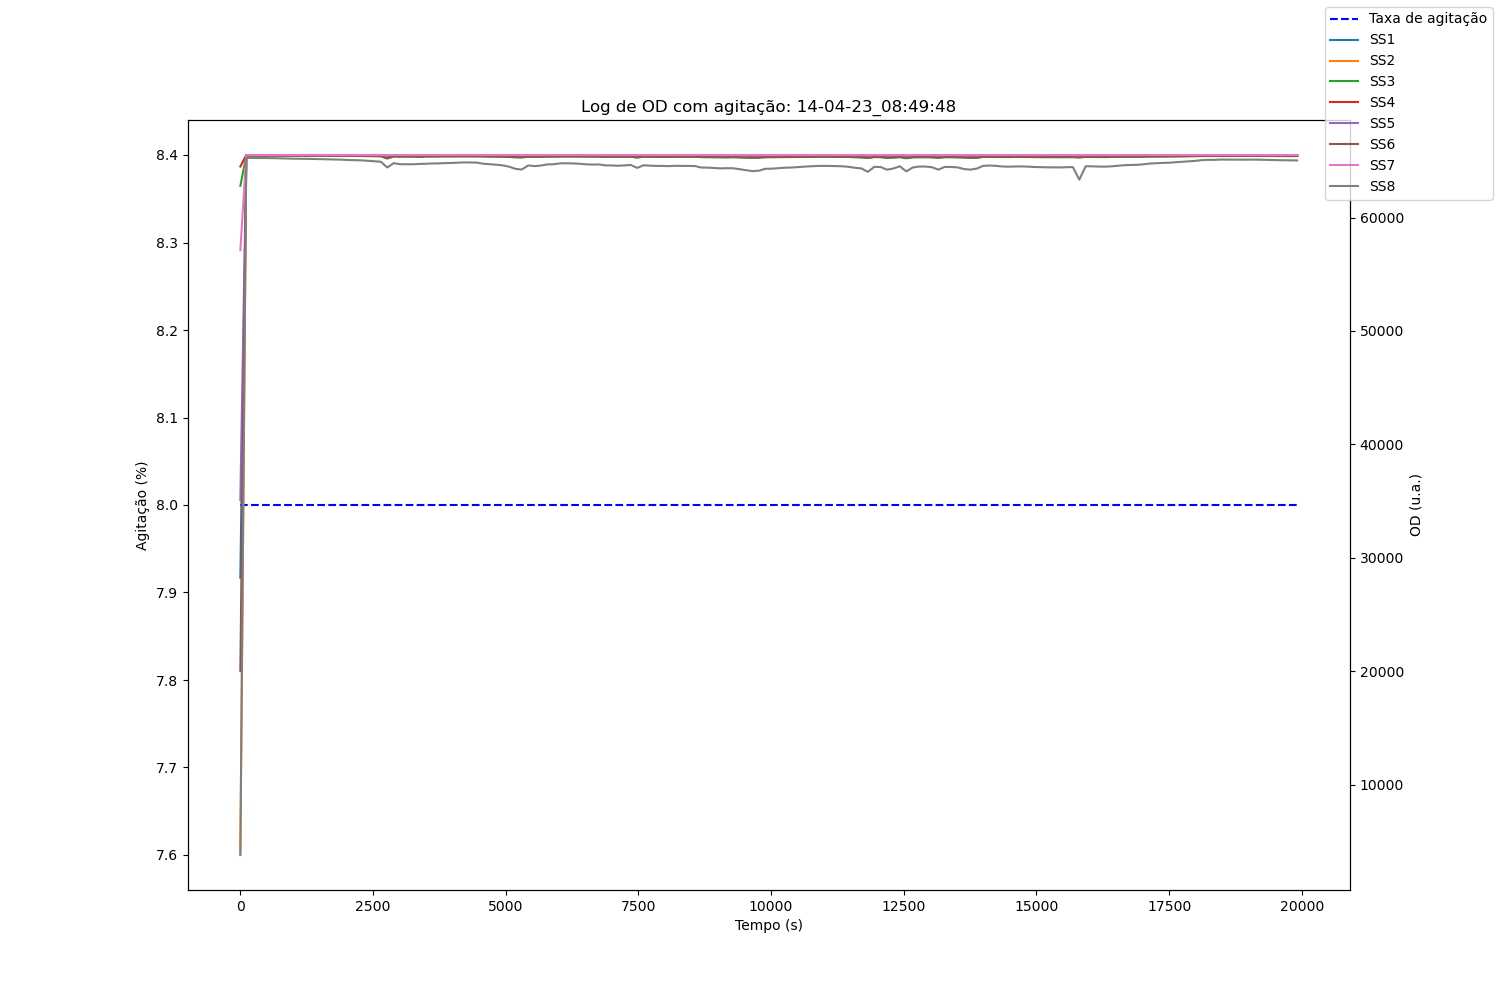 Taxa de agitação
SS1
SS2
SS3
SS4
SS5
SS6
SS7
SS8
Log de OD com agitação: 14-04-23_08:49:48
8.4
8.3
8.2
8.1
8.0
7.9
7.8
7.7
7.6
Agitação (%)
60000
50000
40000
30000
20000
10000
OD (u.a.)
0 2500 5000 7500 10000 12500 15000 17500 20000
Tempo (s)